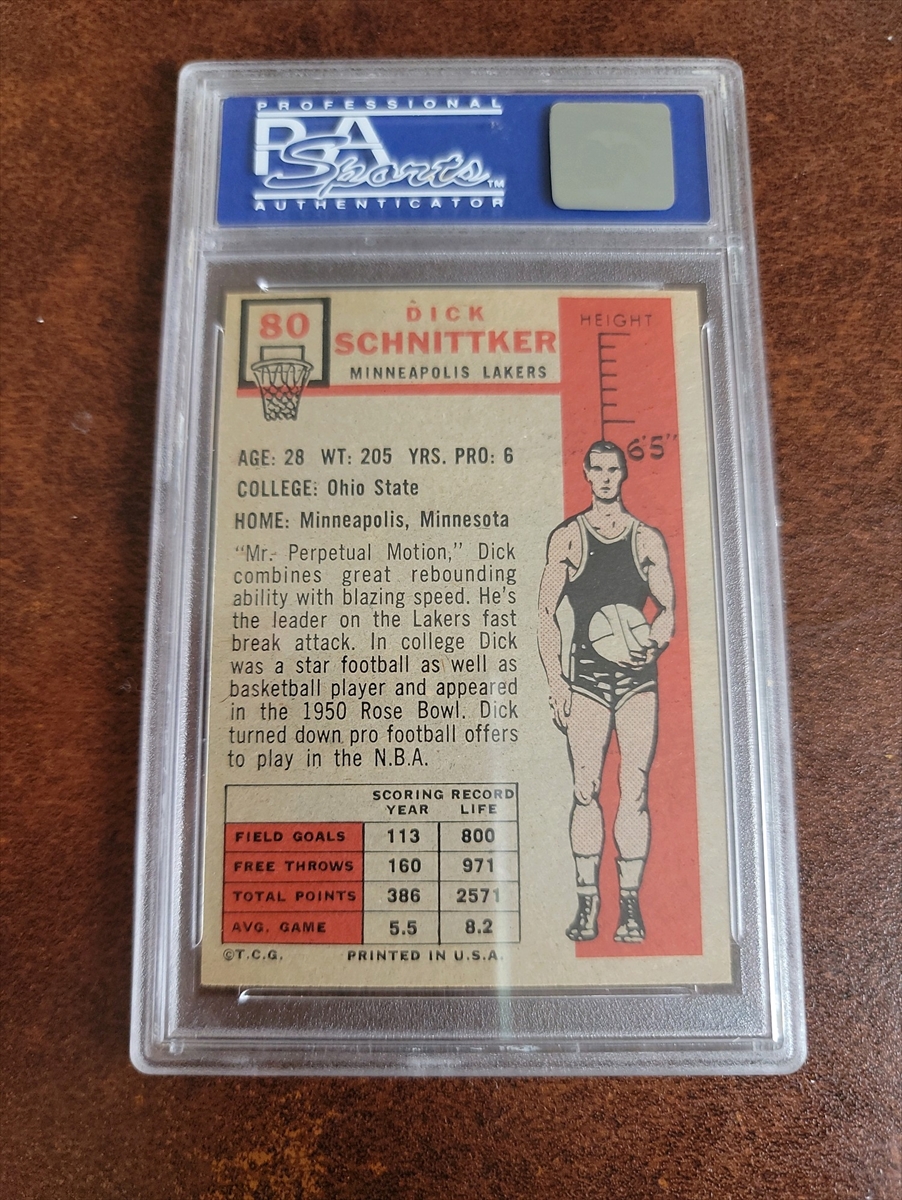 PROFESSIONAL
PSA
Sports™
AUTHENTICATOR
80
DICK
SCHNITTKER
MINNEAPOLIS LAKERS
HEIGHT
6'5"
AGE: 28 WT: 205 YRS. PRO: 6
COLLEGE: Ohio State
HOME: Minneapolis, Minnesota
“Mr. Perpetual Motion,” Dick
combines great rebounding
ability with blazing speed. He’s
the leader on the Lakers fast
break attack. In college Dick
was a star football as well as
basketball player and appeared
in the 1950 Rose Bowl. Dick
turned down pro football offers
to play in the N.B.A.
SCORING RECORD
YEAR LIFE
FIELD GOALS 113 800
FREE THROWS 160 971
TOTAL POINTS 386 2571
AVG. GAME 5.5 8.2
©T.C.G. PRINTED IN U.S.A.